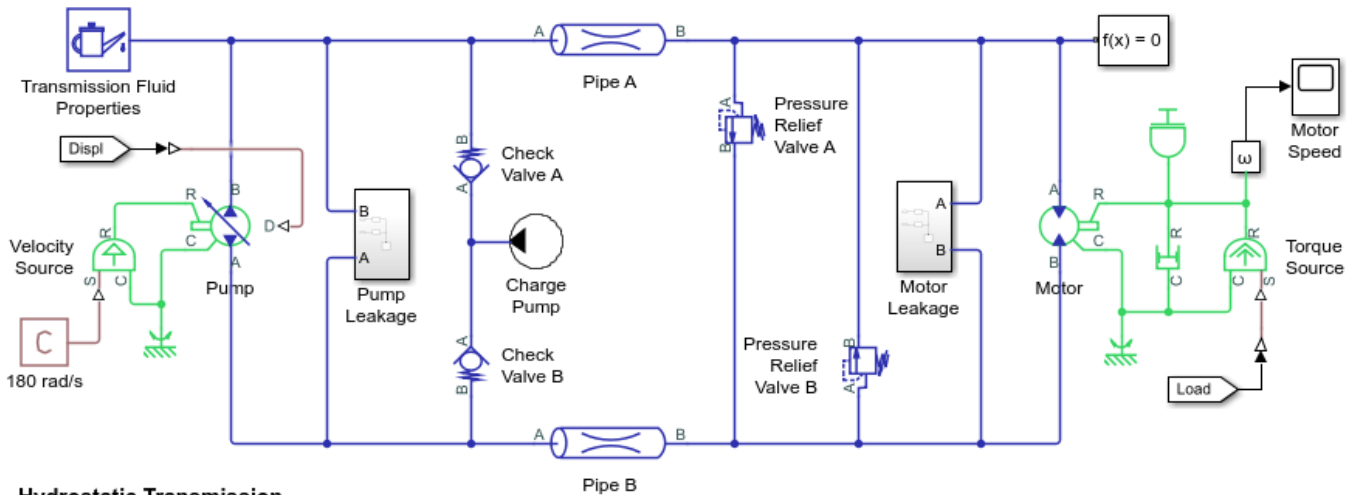 A
B
Pipe A
f(x) = 0
Transmission Fluid
Properties
Displ
Velocity
Source
R
S
C
C
180 rad/s
R
C
B
A
D
Pump
B
A
Pump
Leakage
B
A
Check
Valve A
Charge
Pump
A
B
Check
Valve B
A
B
Pressure
Relief
Valve A
Pressure
Relief
Valve B
B
A
A
B
Motor
Leakage
A
B
R
C
Motor
R
C
ω
Motor
Speed
R
C
S
Torque
Source
Load
A
B
Pipe B
Hydrostatic Transmission